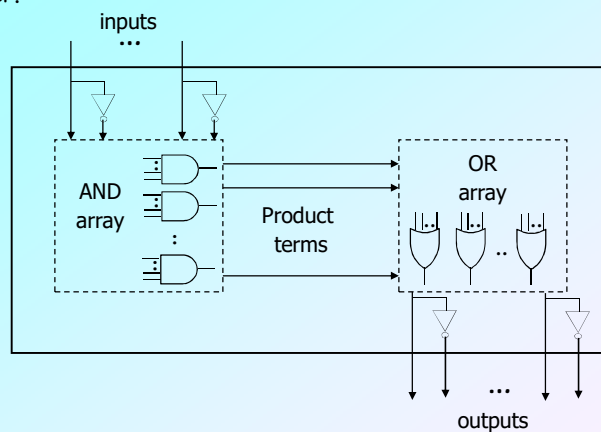 inputs
...
AND
array
:
Product
terms
OR
array
..
...
outputs